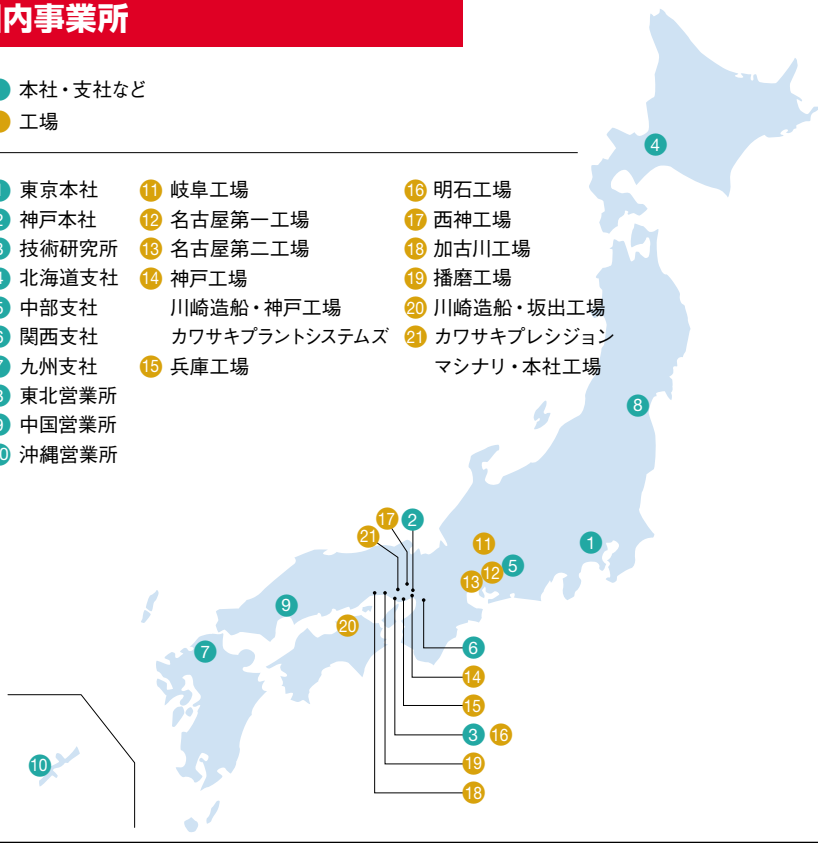 内事業所
本社・支社など
工場
東京本社
神戸本社
技術研究所
北海道支社
中部支社
関西支社
九州支社
東北営業所
中国営業所
沖縄営業所
11 岐阜工場
12 名古屋第一工場
13 名古屋第二工場
14 神戸工場
川崎造船・神戸工場
カワサキプラントシステムズ
15 兵庫工場
16 明石工場
17 西神工場
18 加古川工場
19 播磨工場
20 川崎造船・坂出工場
21 カワサキプレシジョン
マシナリ・本社工場
4
8
17 2
21
11
1
5
12
13
9
20
7
6
14
15
3 16
19
18
10